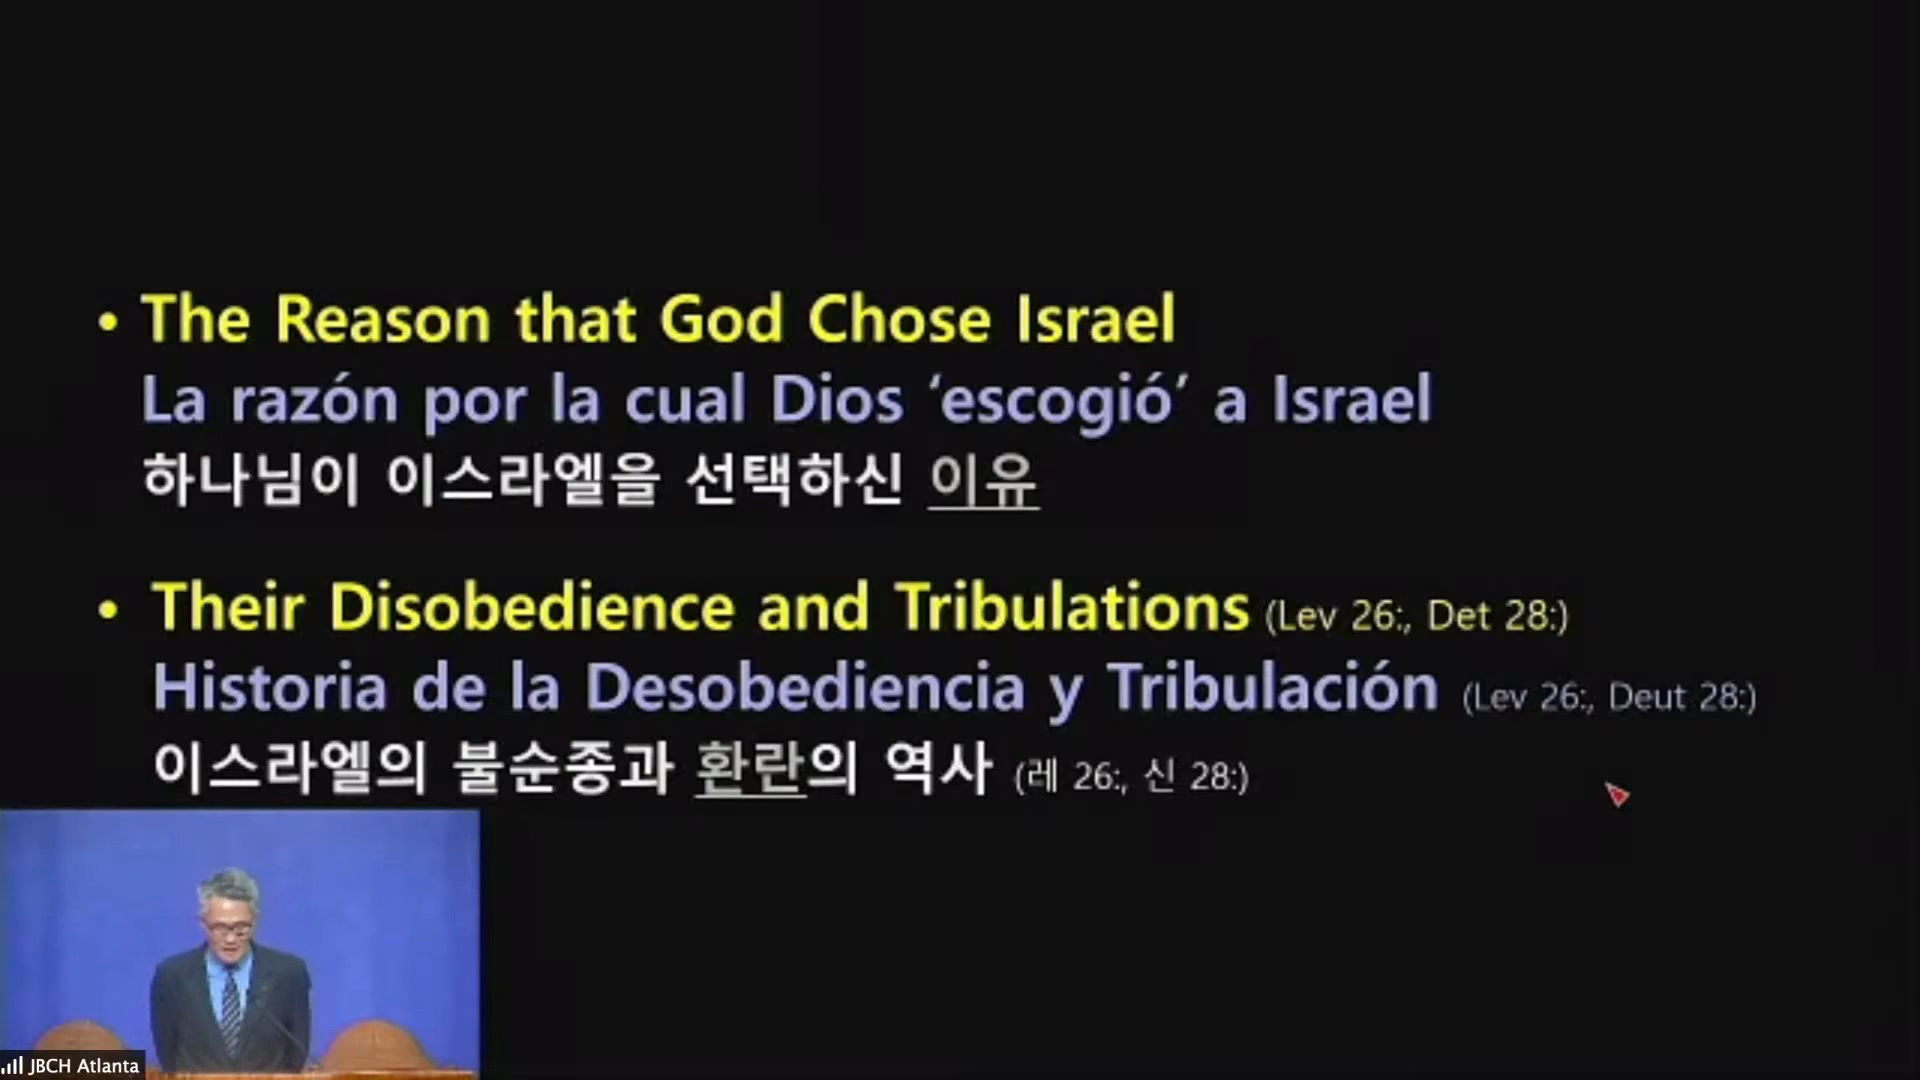 • The Reason that God Chose Israel
La razón por la cual Dios ‘escogió’ a Israel
하나님이 이스라엘을 선택하신 이유
• Their Disobedience and Tribulations (Lev 26:, Det 28:)
Historia de la Desobediencia y Tribulación (Lev 26:, Deut 28:)
이스라엘의 불순종과 환란의 역사 (레 26:, 신 28:)
JBCH Atlanta